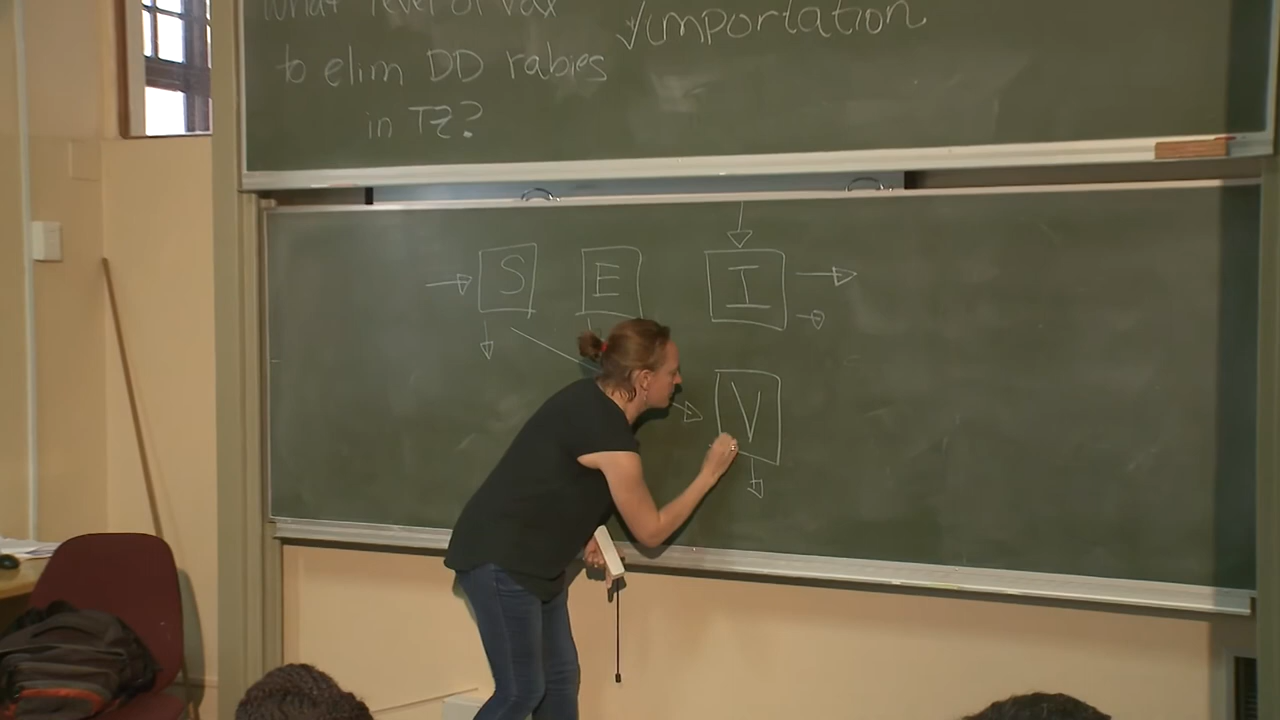 What level of vax
to elim DD rabies
in TZ?
√importation
S E I
V